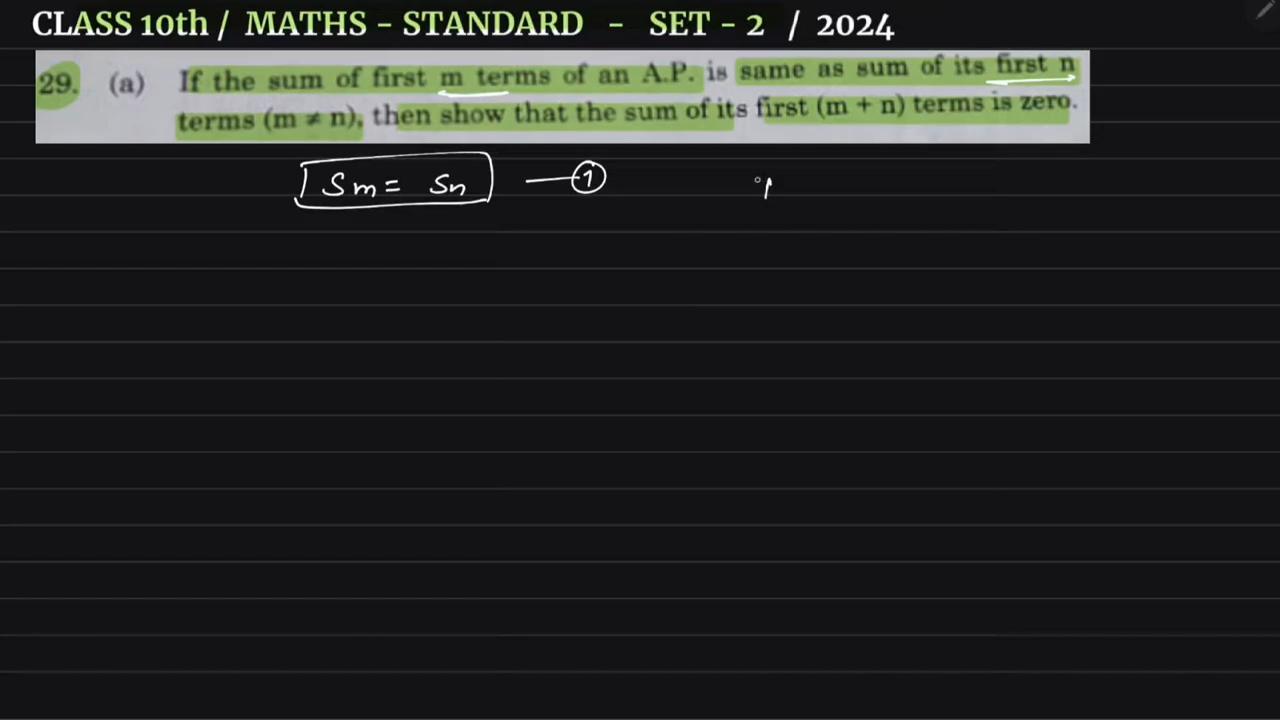 CLASS 10th / MATHS - STANDARD - SET - 2 / 2024
29. (a) If the sum of first m terms of an A.P. is same as sum of its first n
terms (m ≠ n), then show that the sum of its first (m + n) terms is zero.
Sm = Sn —①